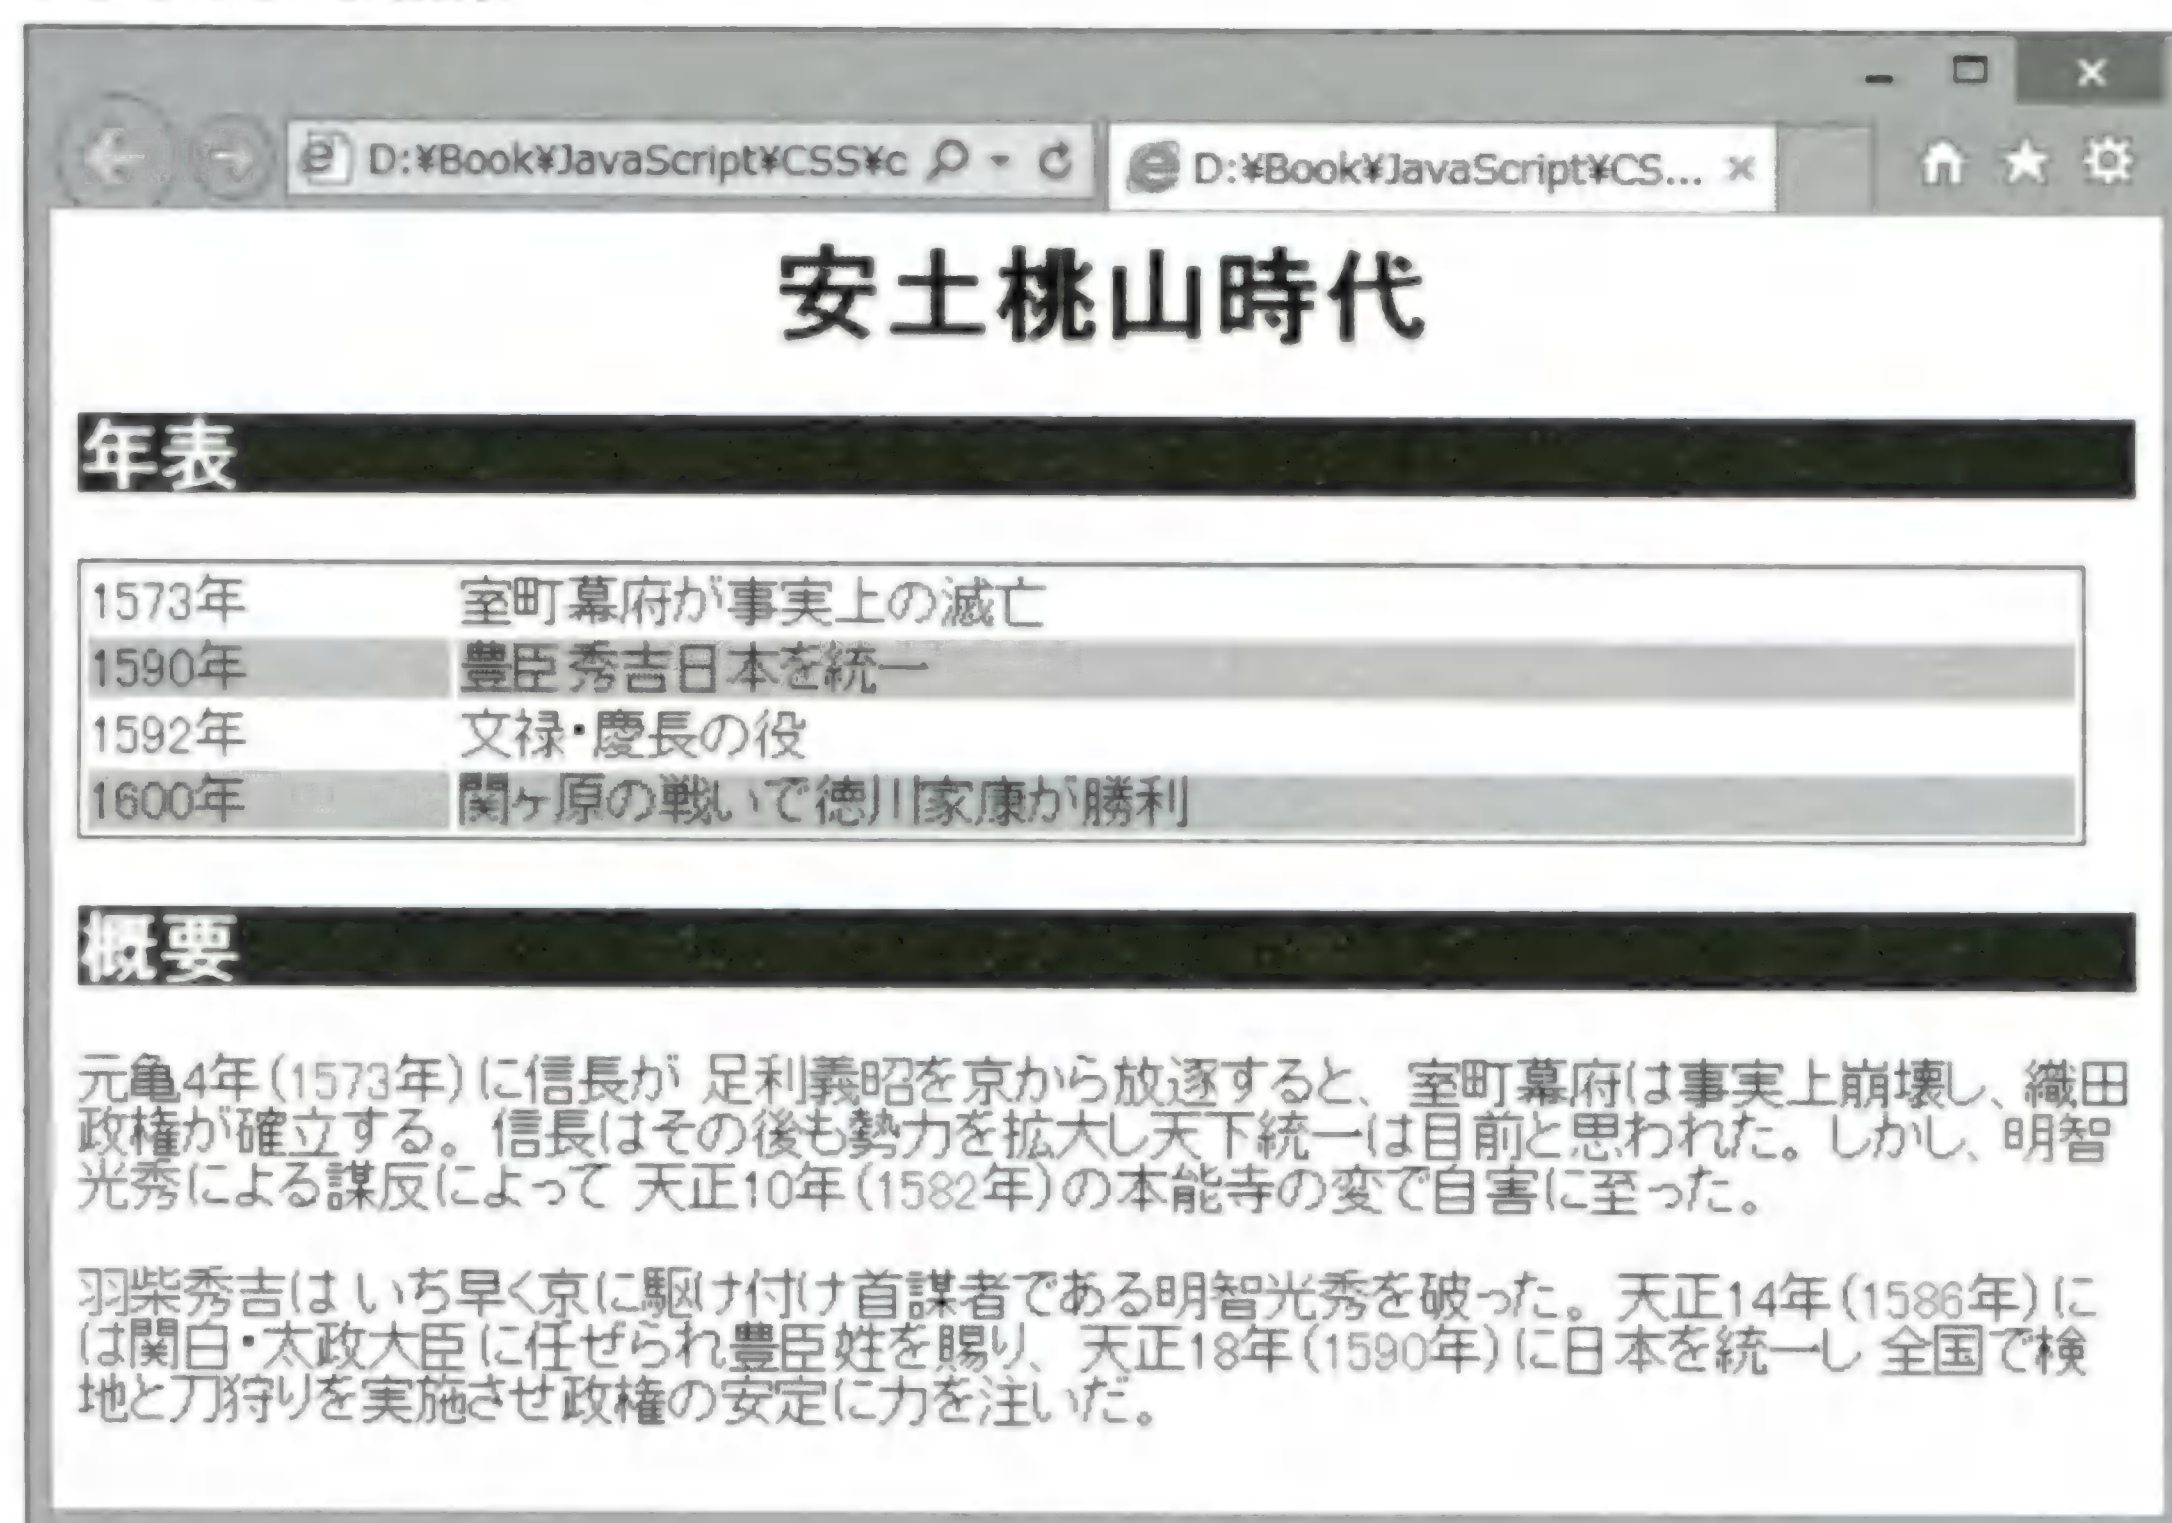 D:¥Book¥JavaScript¥CSS¥c
D:¥Book¥JavaScript¥CS...
安土桃山時代
年表
1573年 室町幕府が事実上の滅亡
1590年 豊臣秀吉日本を統一
1592年 文禄・慶長の役
1600年 関ヶ原の戦いで徳川家康が勝利
概要
元亀4年(1573年)に信長が 足利義昭を京から放逐すると、室町幕府は事実上崩壊し、織田
政権が確立する。信長はその後も勢力を拡大し天下統一は目前と思われた。しかし、明智
光秀による謀反によって 天正10年(1582年)の本能寺の変で自害に至った。
羽柴秀吉は いち早く京に駆け付け首謀者である明智光秀を破った。天正14年(1586年)に
は関白・太政大臣に任ぜられ豊臣姓を賜り、天正18年(1590年)に日本を統一し 全国で検
地と刀狩りを実施させ政権の安定に力を注いだ。